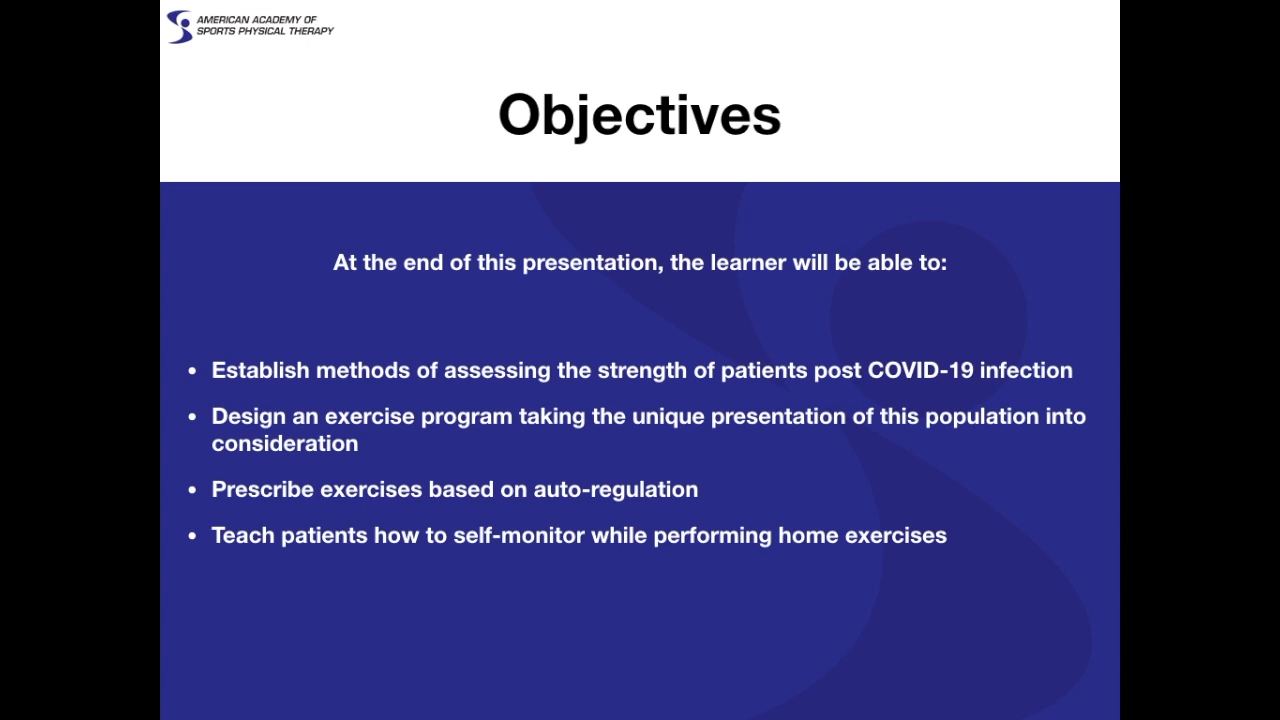 AMERICAN ACADEMY OF
SPORTS PHYSICAL THERAPY
Objectives
At the end of this presentation, the learner will be able to:
• Establish methods of assessing the strength of patients post COVID-19 infection
• Design an exercise program taking the unique presentation of this population into
consideration
• Prescribe exercises based on auto-regulation
• Teach patients how to self-monitor while performing home exercises